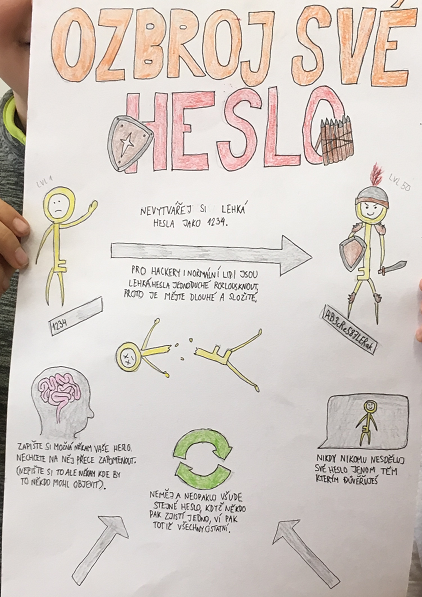 OZBROJ SVÉ
HESLO
LVL 1
LVL 50
NEVYTVÁŘEJ SI LEHKÁ
HESLA JAKO 1234.
PRO HACKERY I NORMÁLNÍ LIDI JSOU
LEHKÁ HESLA JEDNODUCHÉ ROZLOUSKNOUT,
PROTO JE MĚJTE DLOUHÉ A SLOŽITÉ.
1234
ZAPIŠTE SI MOŽNÁ NĚKAM VAŠE HESLO.
NECHCETE NA NĚJ PŘECE ZAPOMENOUT.
(NEPIŠTE SI TO ALE NĚKAM KDE BY
TO NĚKDO MOHL OBJEVIT).
NEMĚJ A NEOPAKUJ VŠUDE
STEJNÉ HESLO, KDYŽ NĚKDO
PAK ZJISTÍ JEDNO, VÍ PAK
TOTIŽ VŠECHNY OSTATNÍ.
NIKDY NIKOMU NESDĚLUJ
SVÉ HESLO JENOM TĚM
KTERÝM DŮVĚŘUJEŠ